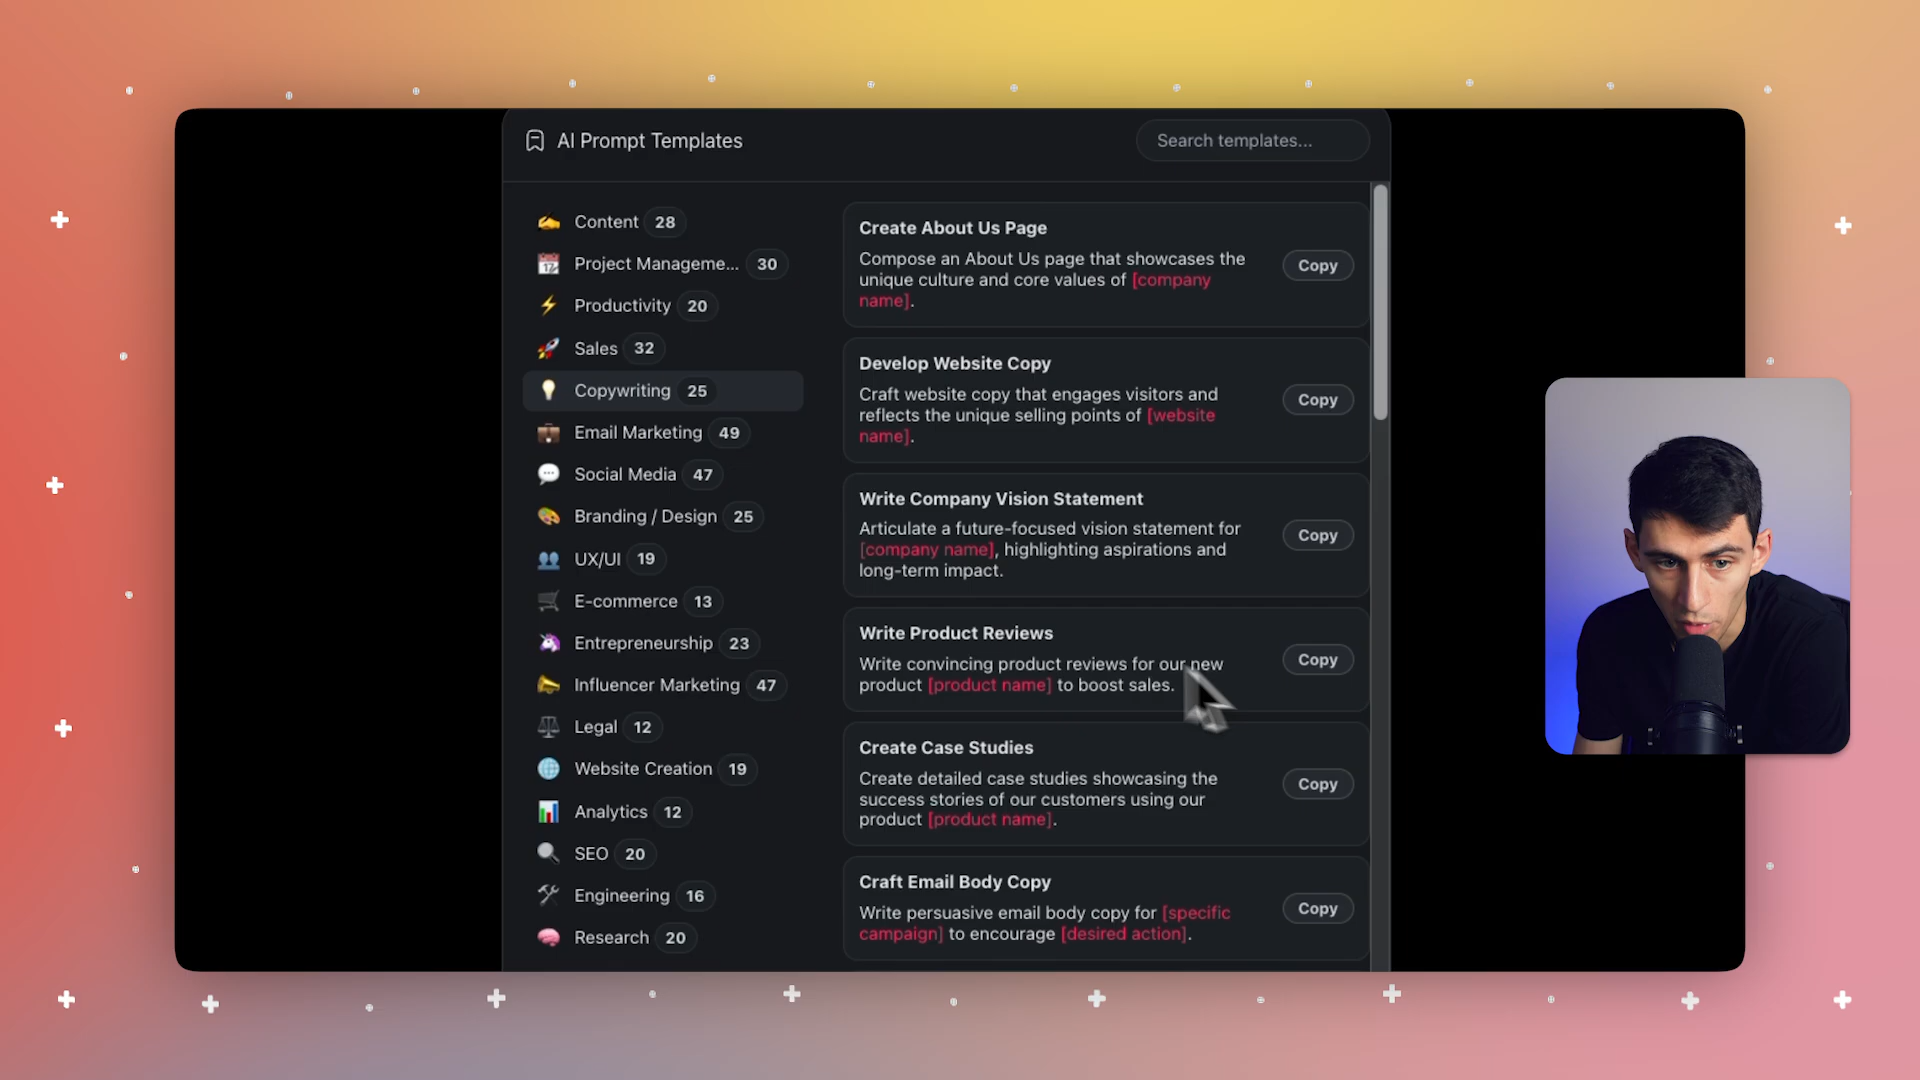 AI Prompt Templates
Search templates...
Content 28
Project Manageme... 30
Productivity 20
Sales 32
Copywriting 25
Email Marketing 49
Social Media 47
Branding / Design 25
UX/UI 19
E-commerce 13
Entrepreneurship 23
Influencer Marketing 47
Legal 12
Website Creation 19
Analytics 12
SEO 20
Engineering 16
Research 20
Create About Us Page
Compose an About Us page that showcases the
unique culture and core values of [company
name].
Copy
Develop Website Copy
Craft website copy that engages visitors and
reflects the unique selling points of [website
name].
Copy
Write Company Vision Statement
Articulate a future-focused vision statement for
[company name], highlighting aspirations and
long-term impact.
Copy
Write Product Reviews
Write convincing product reviews for our new
product [product name] to boost sales.
Copy
Create Case Studies
Create detailed case studies showcasing the
success stories of our customers using our
product [product name].
Copy
Craft Email Body Copy
Write persuasive email body copy for [specific
campaign] to encourage [desired action].
Copy